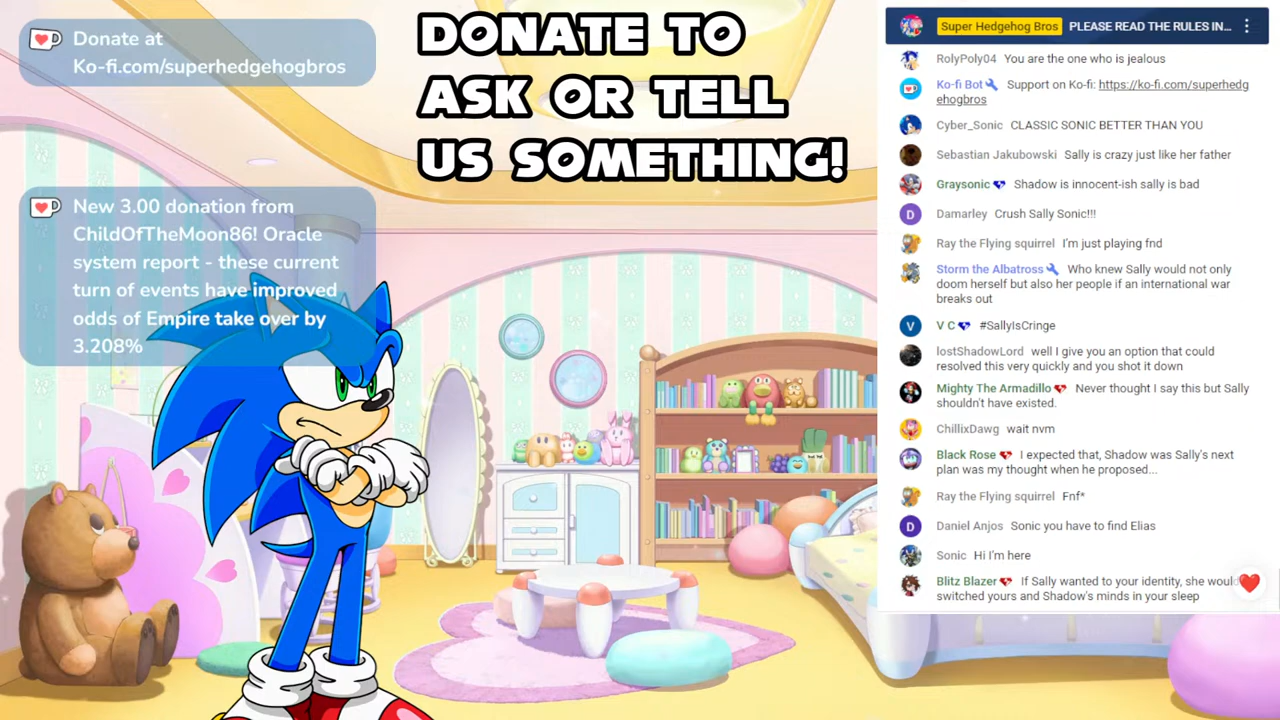 Donate at
Ko-fi.com/superhedgehogbros
DONATE TO
ASK OR TELL
US SOMETHING!
New 3.00 donation from
ChildOfTheMoon86! Oracle
system report - these current
turn of events have improved
odds of Empire take over by
3.208%
Super Hedgehog Bros PLEASE READ THE RULES IN...
RolyPoly04 You are the one who is jealous
Ko-fi Bot Support on Ko-fi: https://ko-fi.com/superhedg
ehogbros
Cyber_Sonic CLASSIC SONIC BETTER THAN YOU
Sebastian Jakubowski Sally is crazy just like her father
Graysonic Shadow is innocent-ish sally is bad
D
Damarley Crush Sally Sonic!!!
Ray the Flying squirrel I'm just playing fnd
Storm the Albatross Who knew Sally would not only
doom herself but also her people if an international war
breaks out
V
V C #SallyIsCringe
lostShadowLord well I give you an option that could
resolved this very quickly and you shot it down
Mighty The Armadillo Never thought I say this but Sally
shouldn't have existed.
ChillixDawg wait nvm
Black Rose I expected that, Shadow was Sally's next
plan was my thought when he proposed...
Ray the Flying squirrel Fnf*
D
Daniel Anjos Sonic you have to find Elias
Sonic Hi I'm here
Blitz Blazer If Sally wanted to your identity, she woul
switched yours and Shadow's minds in your sleep